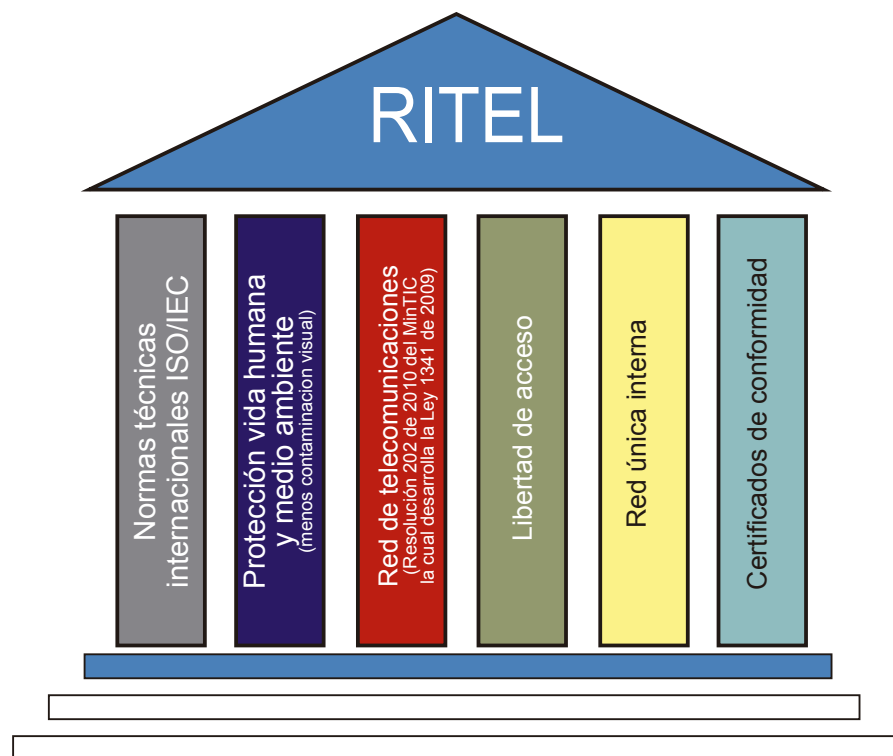 RITEL
Normas técnicas
internacionales ISO/IEC
Protección vida humana
y medio ambiente
(menos contaminacion visual)
Red de telecomunicaciones
(Resolución 202 de 2010 del MinTIC
la cual desarrolla la Ley 1341 de 2009)
Libertad de acceso
Red única interna
Certificados de conformidad